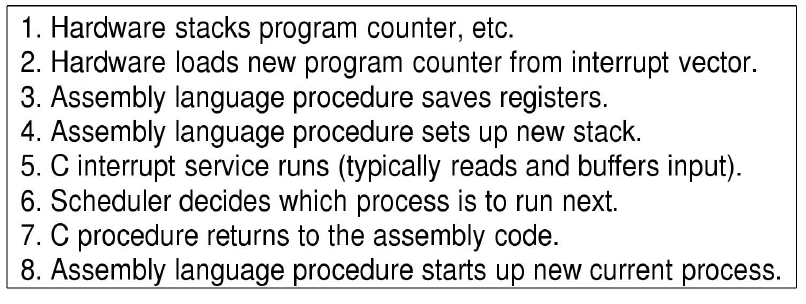 1. Hardware stacks program counter, etc.
2. Hardware loads new program counter from interrupt vector.
3. Assembly language procedure saves registers.
4. Assembly language procedure sets up new stack.
5. C interrupt service runs (typically reads and buffers input).
6. Scheduler decides which process is to run next.
7. C procedure returns to the assembly code.
8. Assembly language procedure starts up new current process.